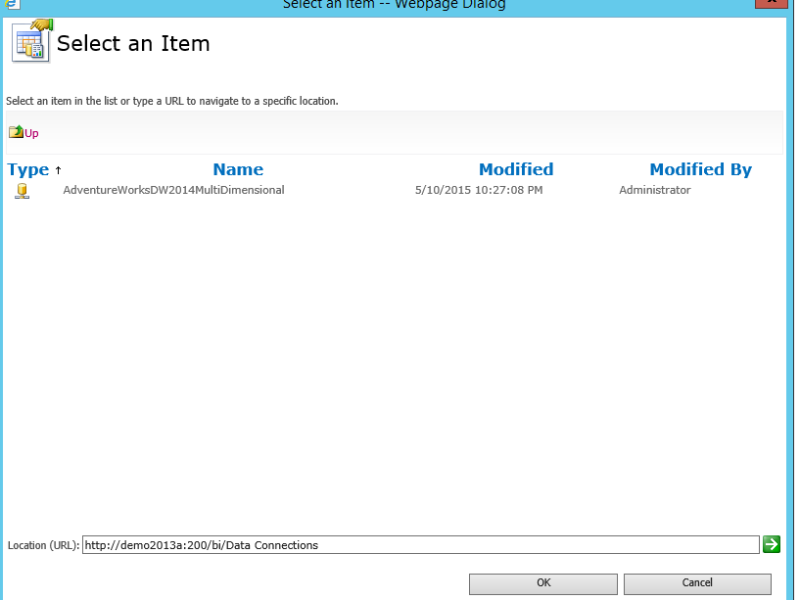 Select an Item -- Webpage Dialog
Select an Item
Select an item in the list or type a URL to navigate to a specific location.
Up
Type ↑ Name Modified Modified By
AdventureWorksDW2014MultiDimensional 5/10/2015 10:27:08 PM Administrator
Location (URL): http://demo2013a:200/bi/Data Connections
OK Cancel